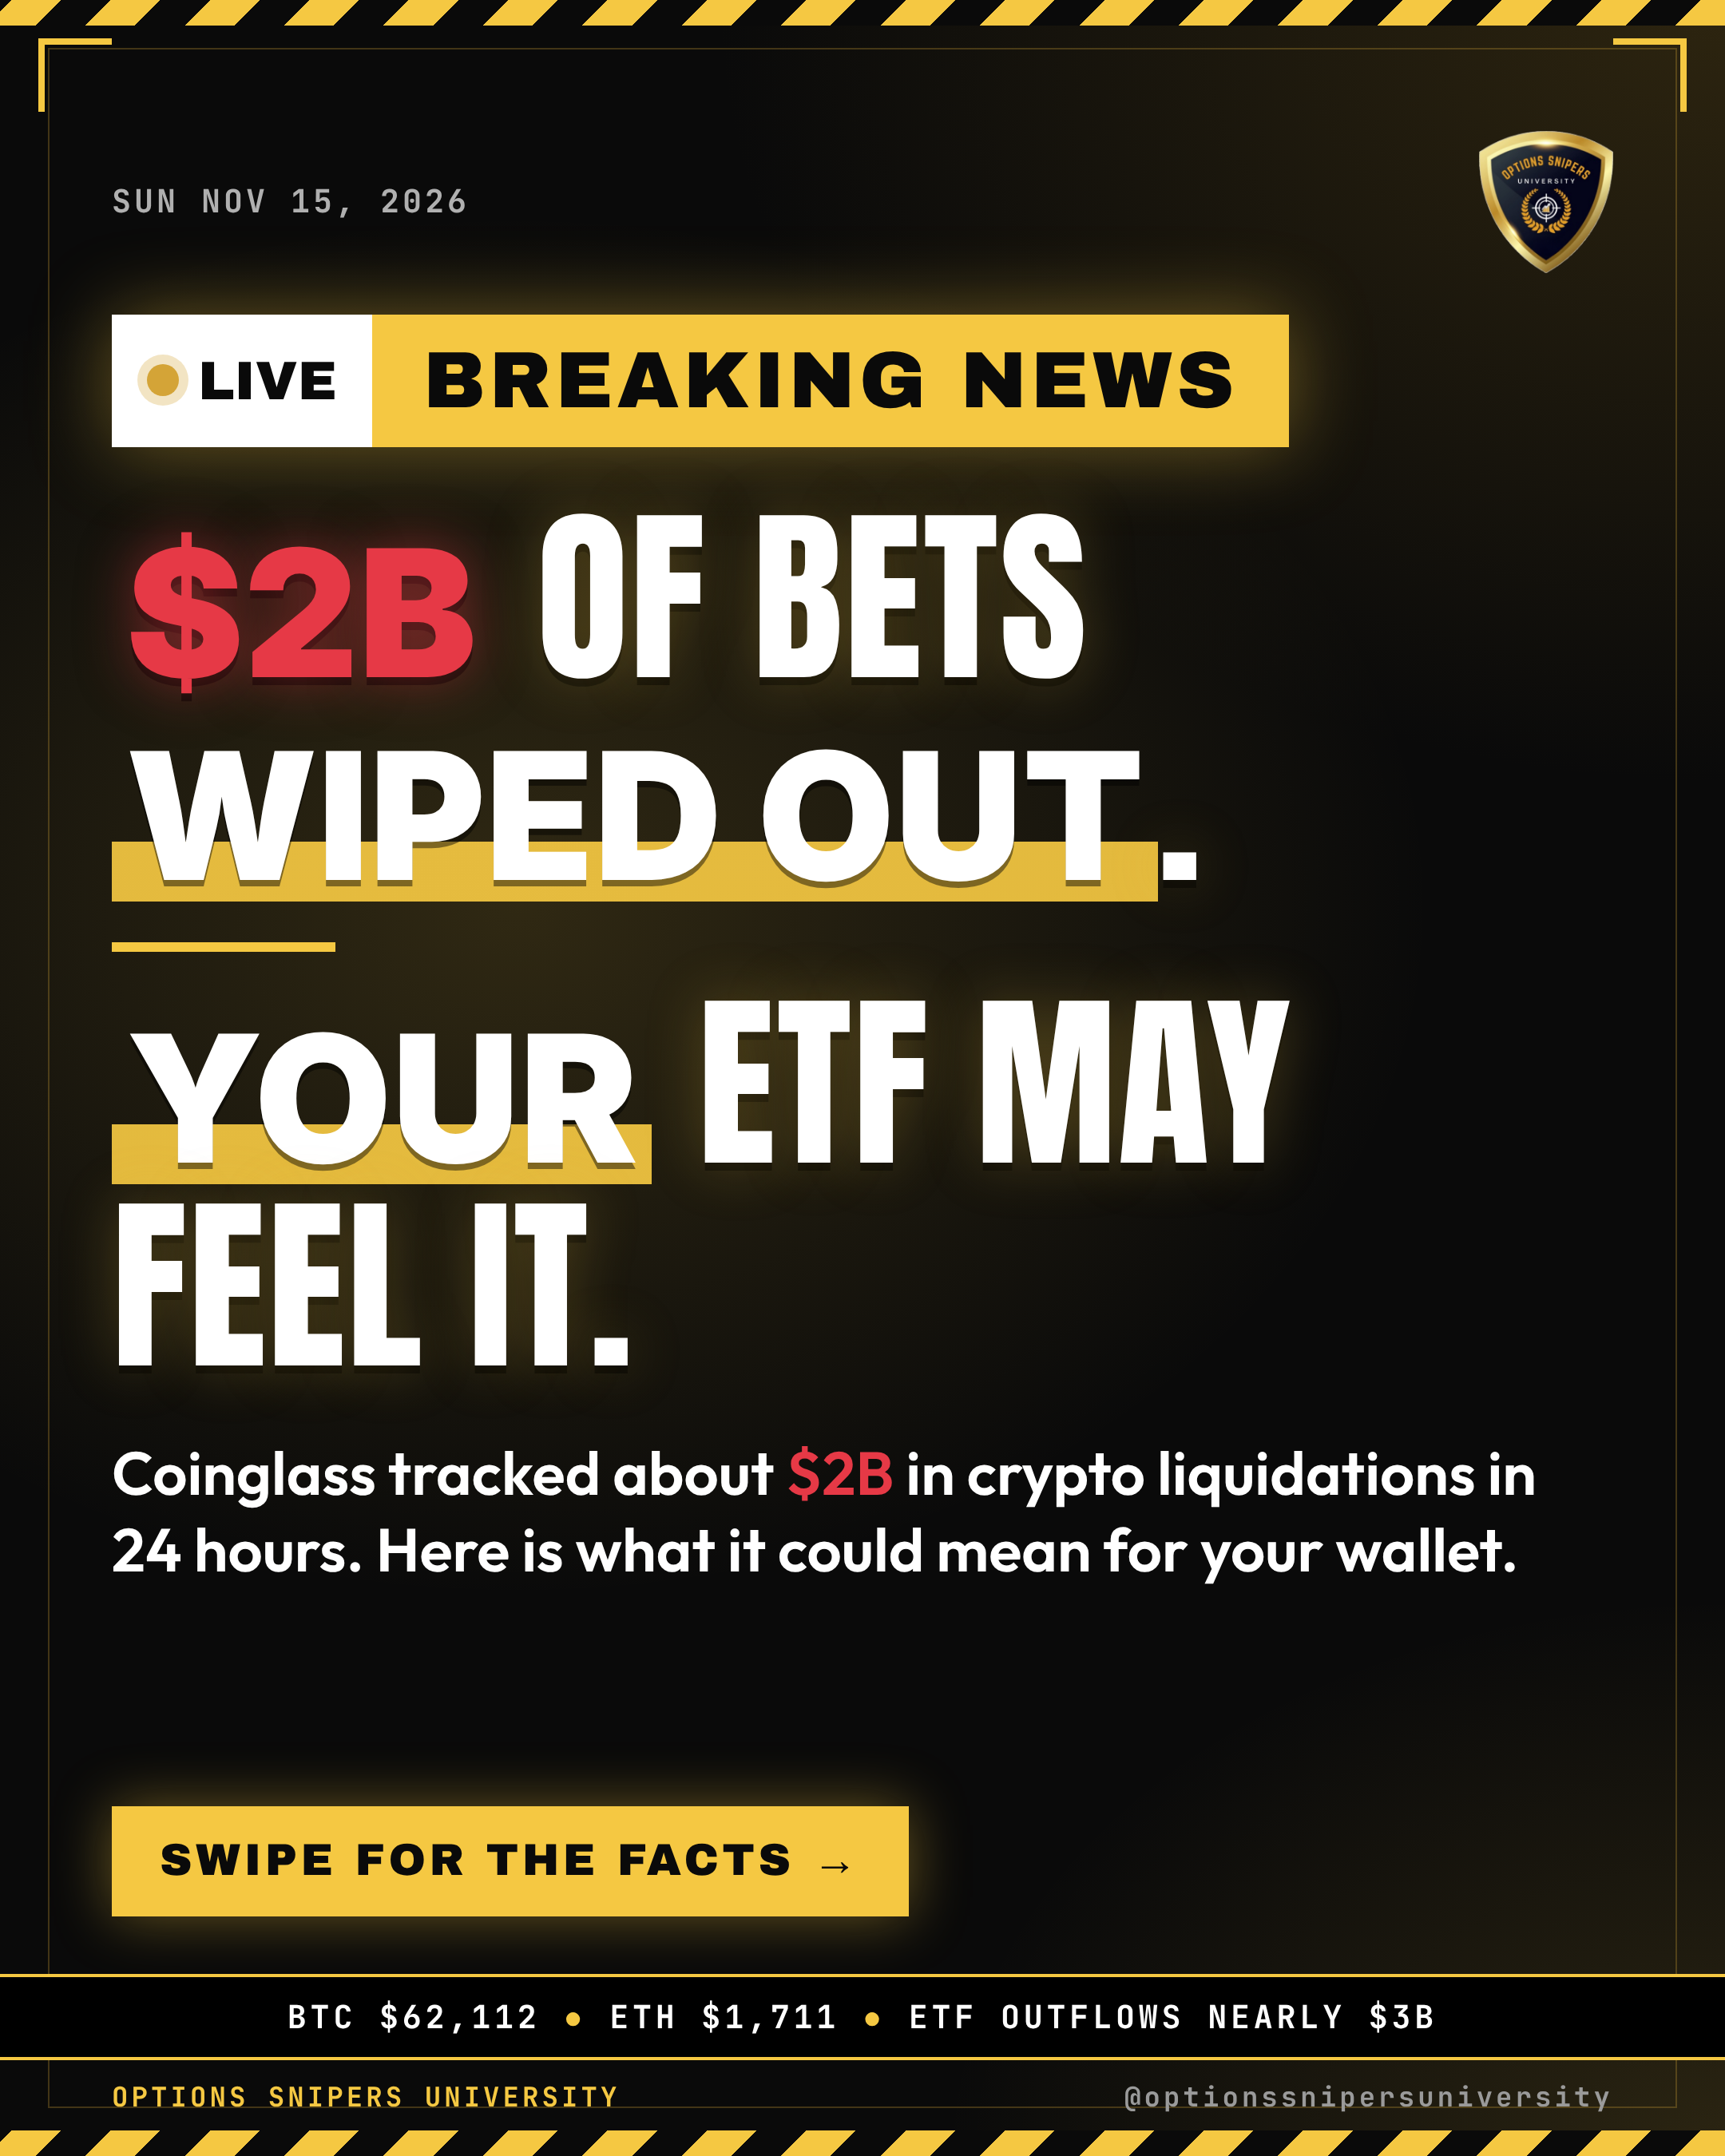 SUN NOV 15, 2026
OPTIONS SNIPERS
UNIVERSITY
LIVE
BREAKING NEWS
$2B OF BETS
WIPED OUT.
YOUR ETF MAY
FEEL IT.
Coinglass tracked about $2B in crypto liquidations in
24 hours. Here is what it could mean for your wallet.
SWIPE FOR THE FACTS →
BTC $62,112 • ETH $1,711 • ETF OUTFLOWS NEARLY $3B
OPTIONS SNIPERS UNIVERSITY
@optionssnipersuniversity